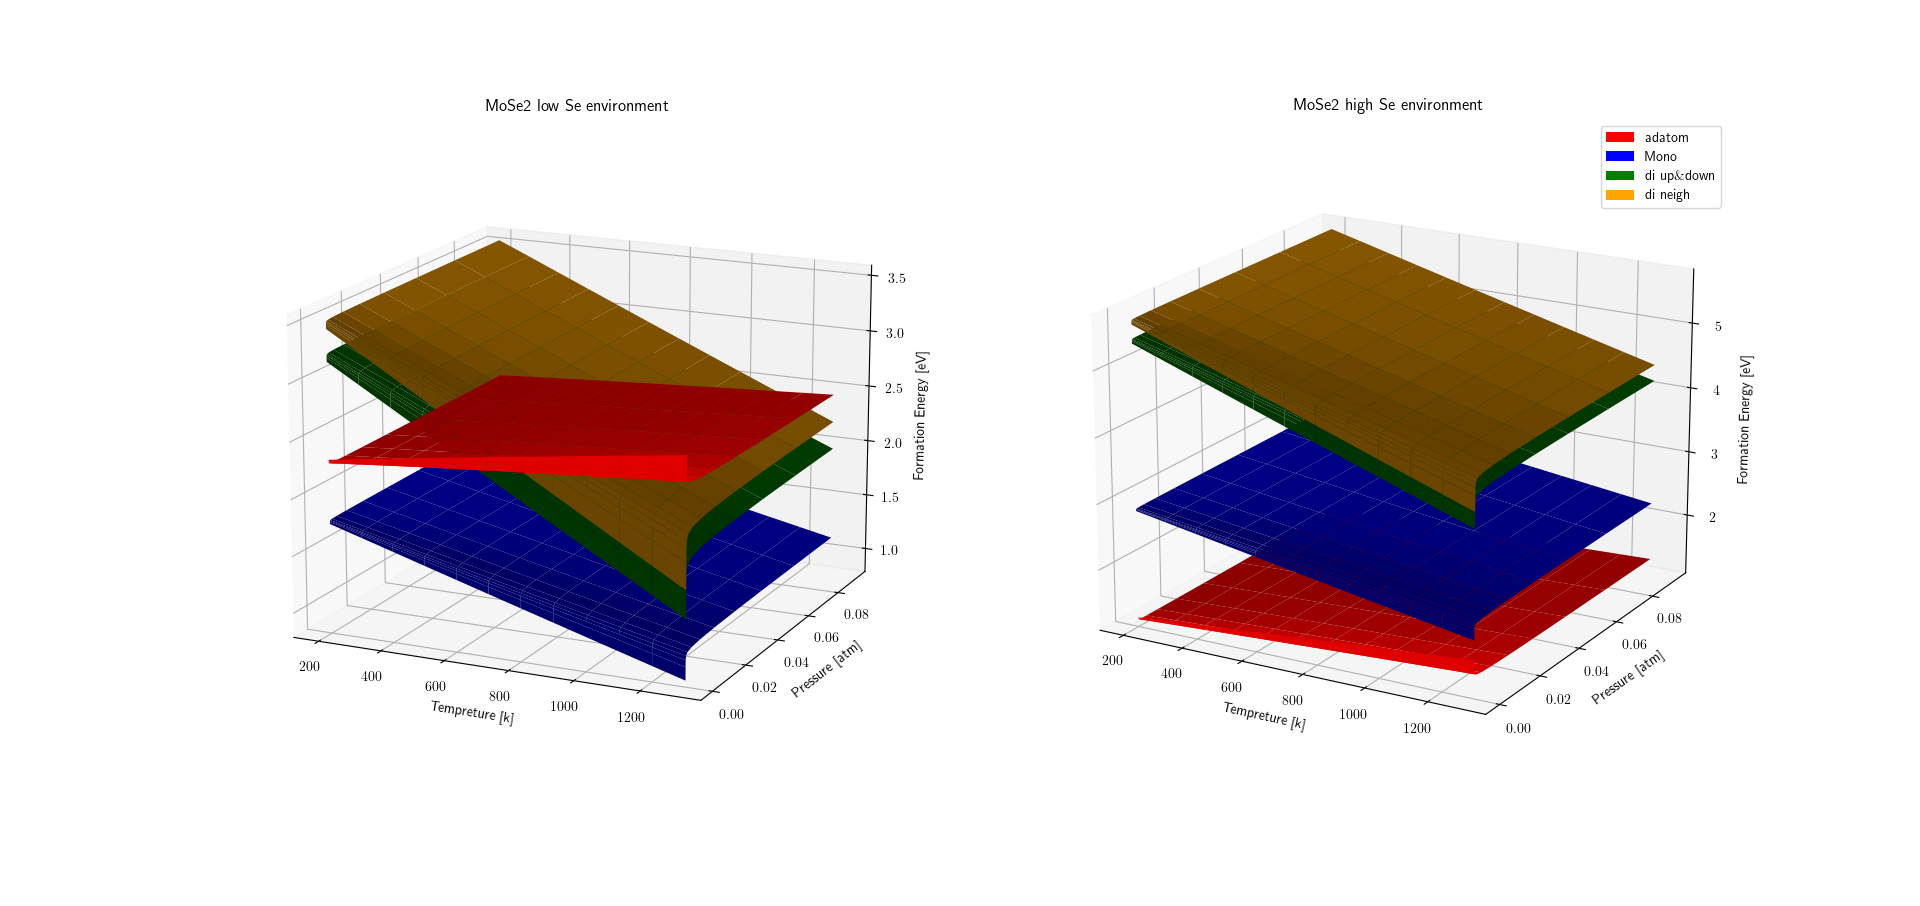 MoSe2 low Se environment
3.5
3.0
2.5
2.0
1.5
1.0
Formation Energy [eV]
200
400
600
800
1000
1200
Tempreture [k]
0.00
0.02
0.04
0.06
0.08
Pressure [atm]
MoSe2 high Se environment
adatom
Mono
di up&down
di neigh
5
4
3
2
Formation Energy [eV]
200
400
600
800
1000
1200
Tempreture [k]
0.00
0.02
0.04
0.06
0.08
Pressure [atm]